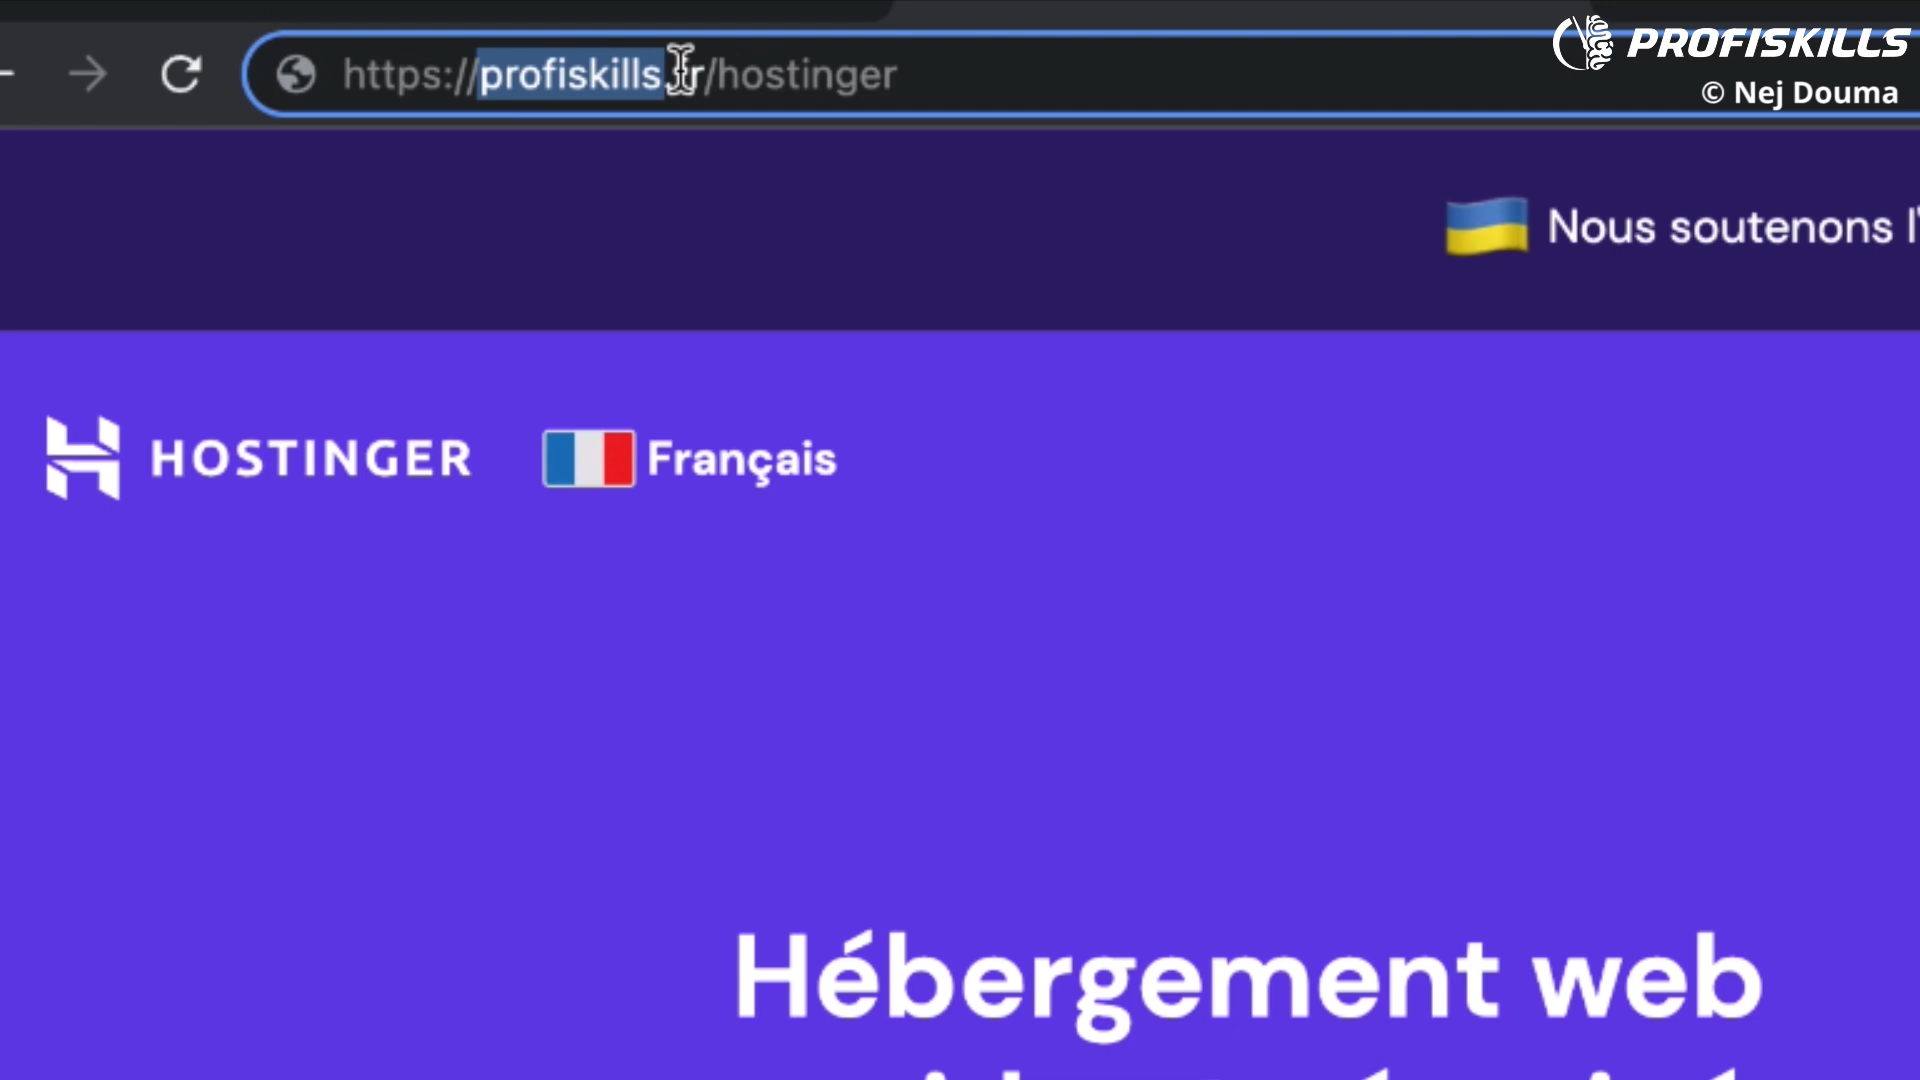 https://profiskills.fr/hostinger
PROFISKILLS
© Nej Douma
Nous soutenons l'
HOSTINGER
Français
Hébergement web